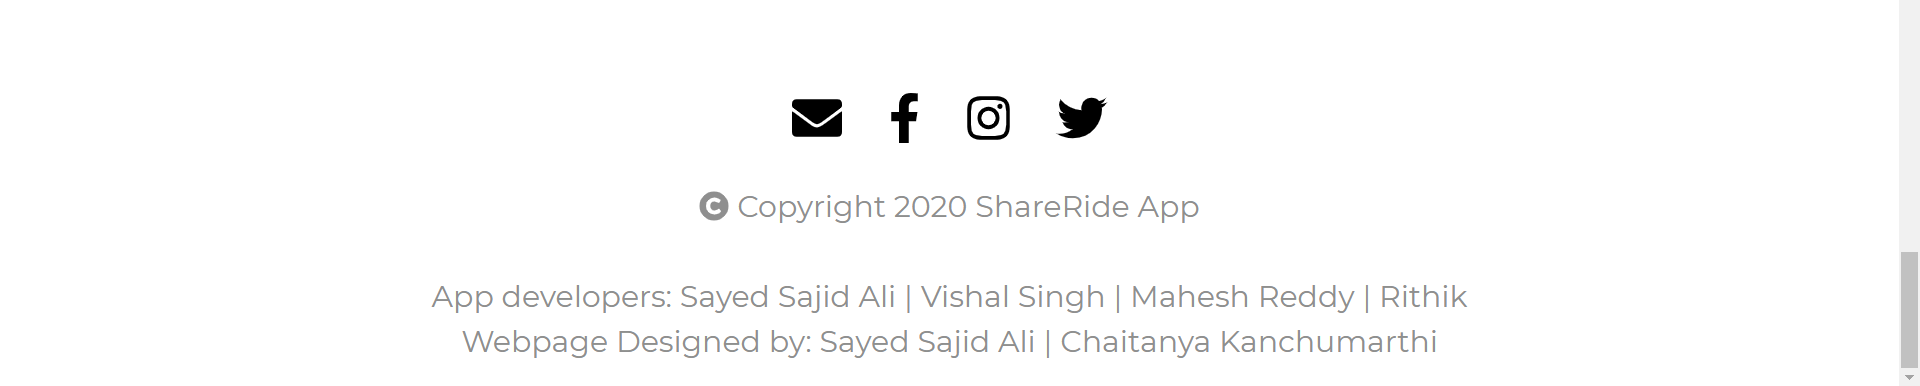 Copyright 2020 ShareRide App
App developers: Sayed Sajid Ali | Vishal Singh | Mahesh Reddy | Rithik
Webpage Designed by: Sayed Sajid Ali | Chaitanya Kanchumarthi